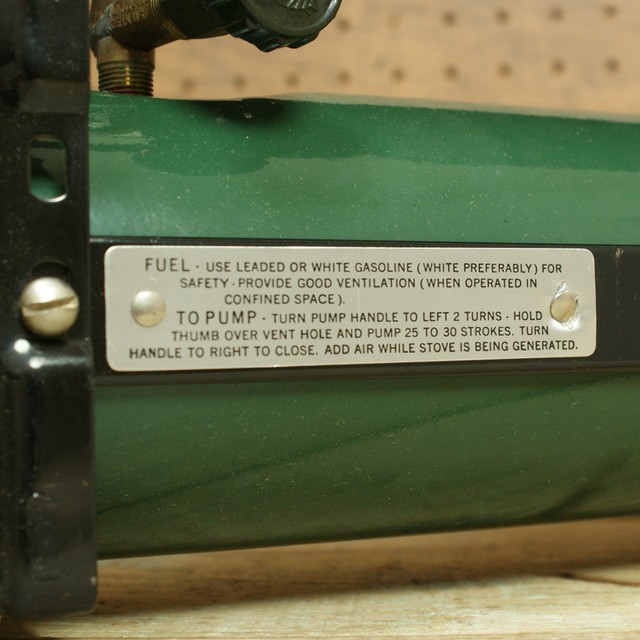 FUEL - USE LEADED OR WHITE GASOLINE (WHITE PREFERABLY) FOR
SAFETY - PROVIDE GOOD VENTILATION (WHEN OPERATED IN
CONFINED SPACE).
TO PUMP - TURN PUMP HANDLE TO LEFT 2 TURNS - HOLD
THUMB OVER VENT HOLE AND PUMP 25 TO 30 STROKES. TURN
HANDLE TO RIGHT TO CLOSE. ADD AIR WHILE STOVE IS BEING GENERATED.